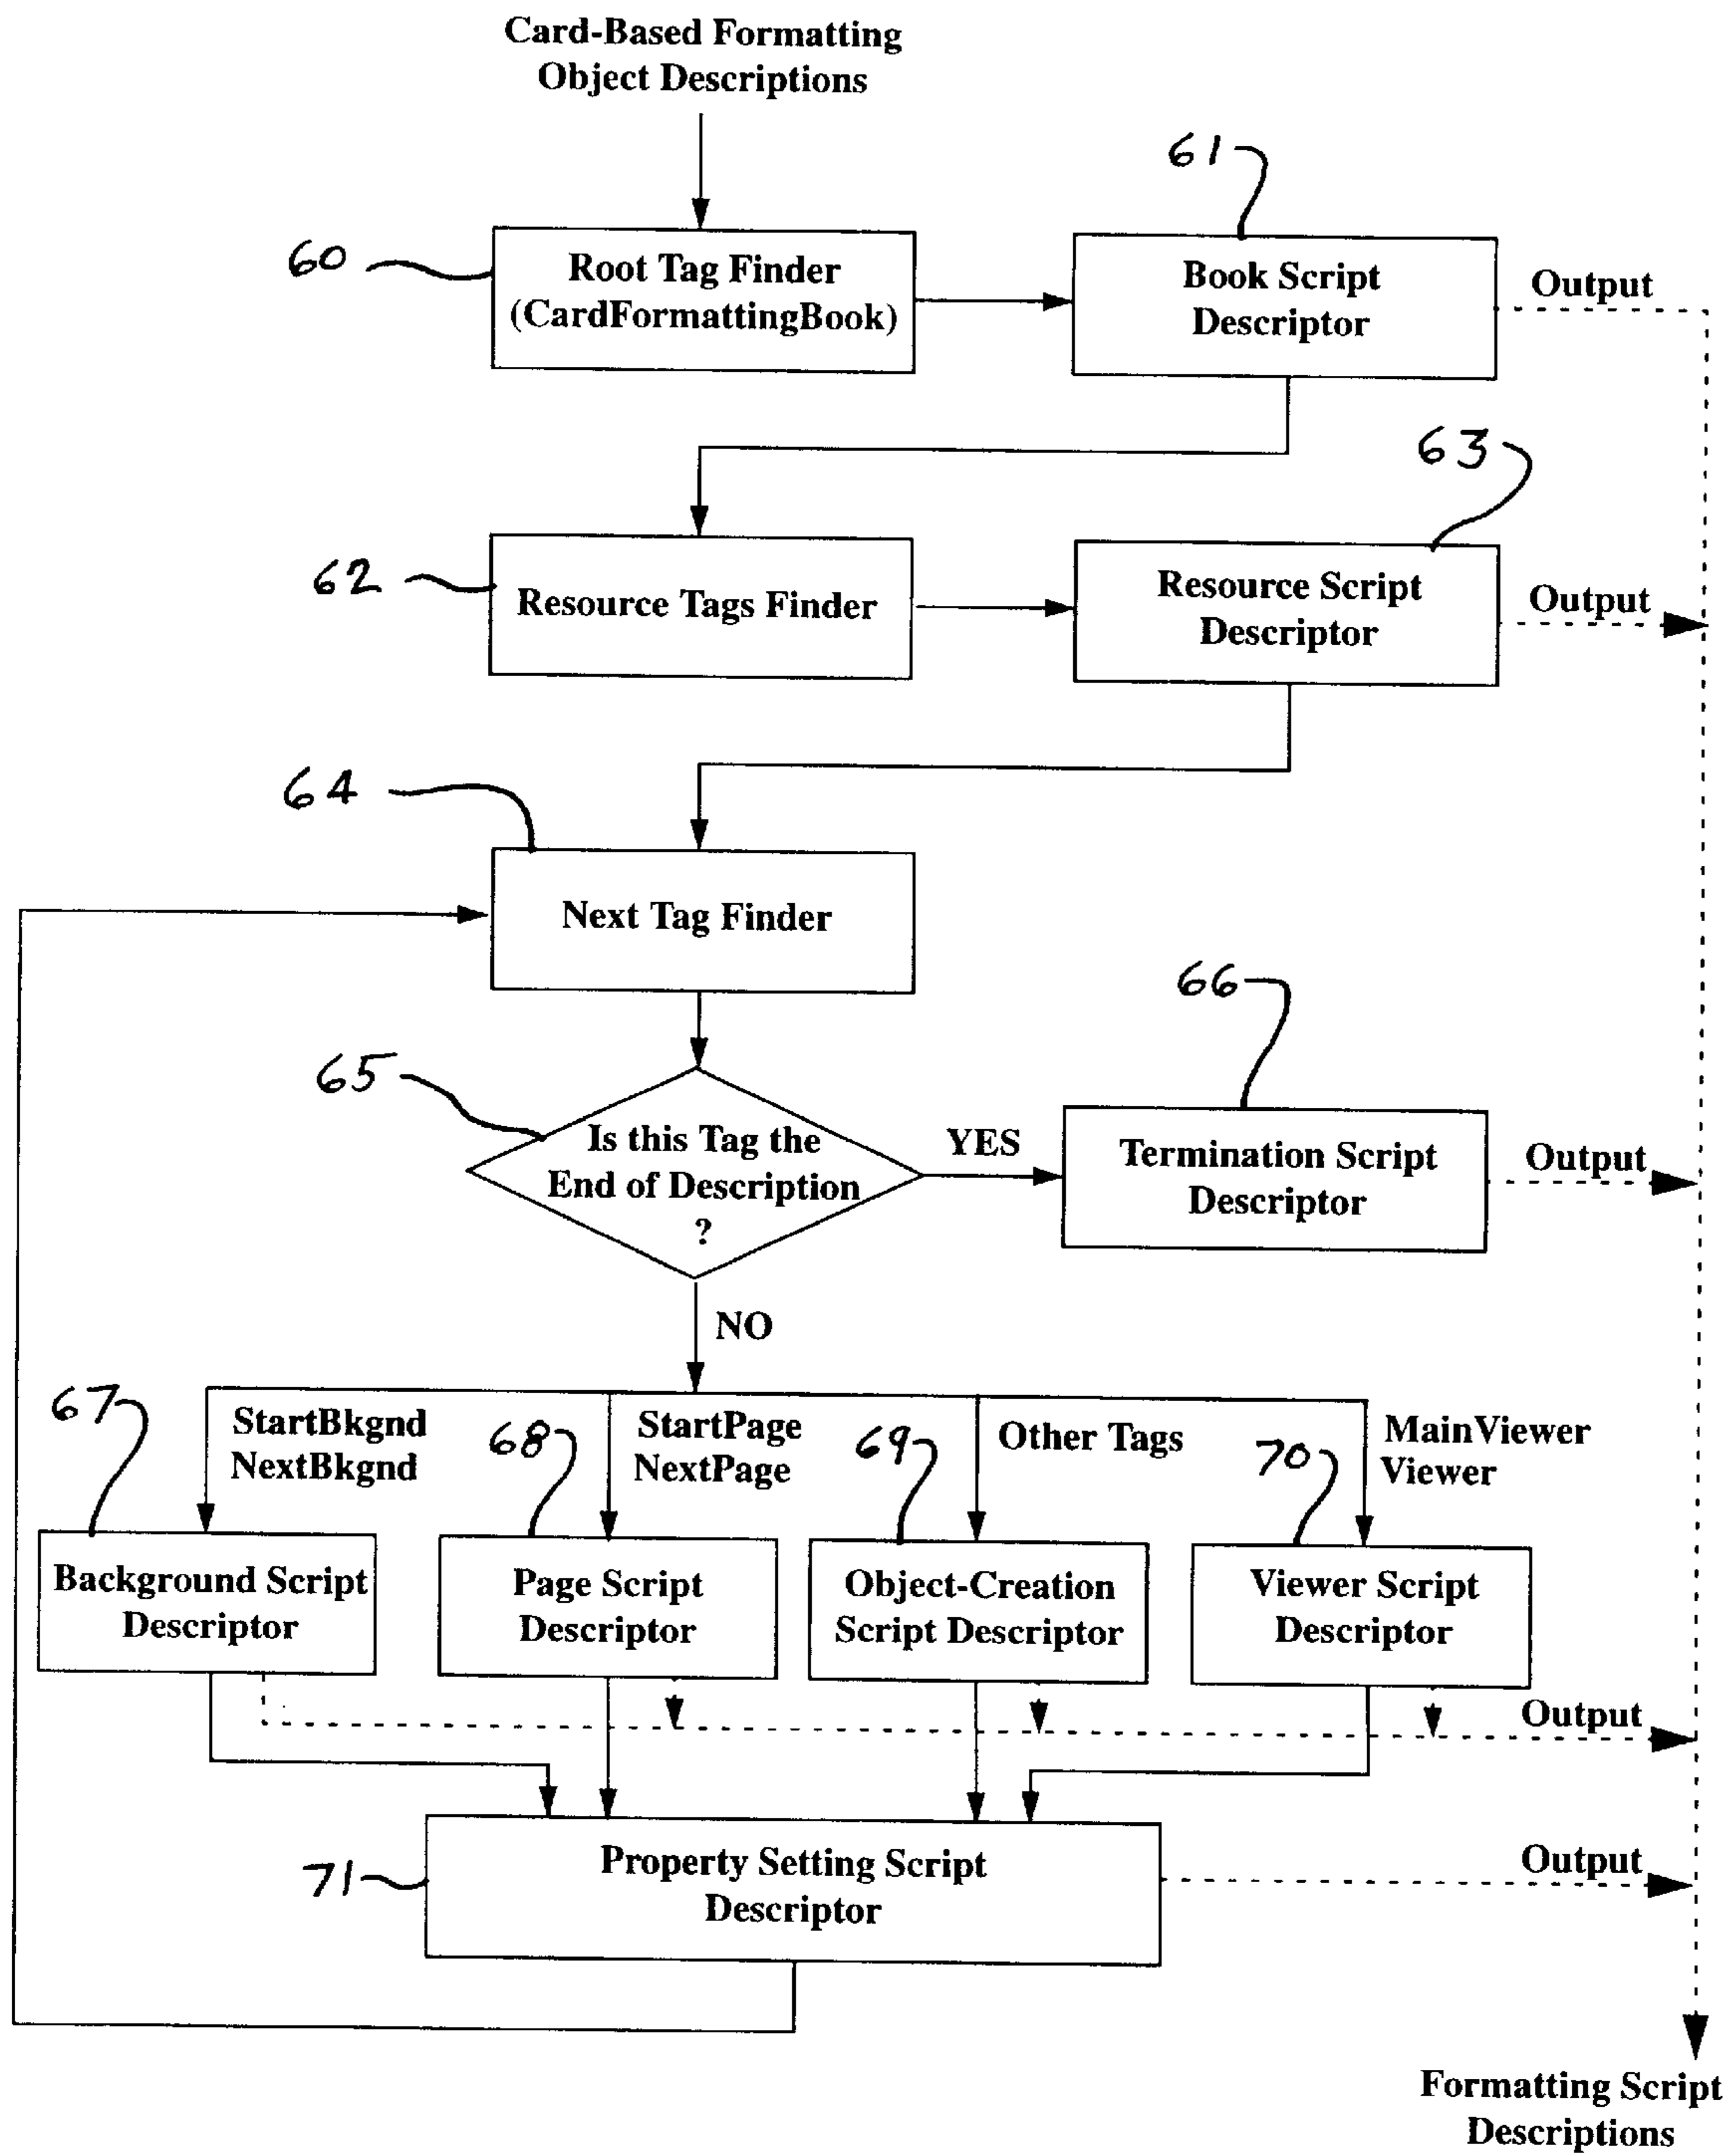 Card-Based Formatting
Object Descriptions
61
60
Root Tag Finder
(CardFormattingBook)
Book Script
Descriptor
Output
63
62
Resource Tags Finder
Resource Script
Descriptor
Output
64
Next Tag Finder
66
65
Is this Tag the
End of Description
?
YES
Termination Script
Descriptor
Output
NO
67
StartBkgnd
NextBkgnd
68
StartPage
NextPage
69
Other Tags
70
MainViewer
Viewer
Background Script
Descriptor
Page Script
Descriptor
Object-Creation
Script Descriptor
Viewer Script
Descriptor
Output
71
Property Setting Script
Descriptor
Output
Formatting Script
Descriptions